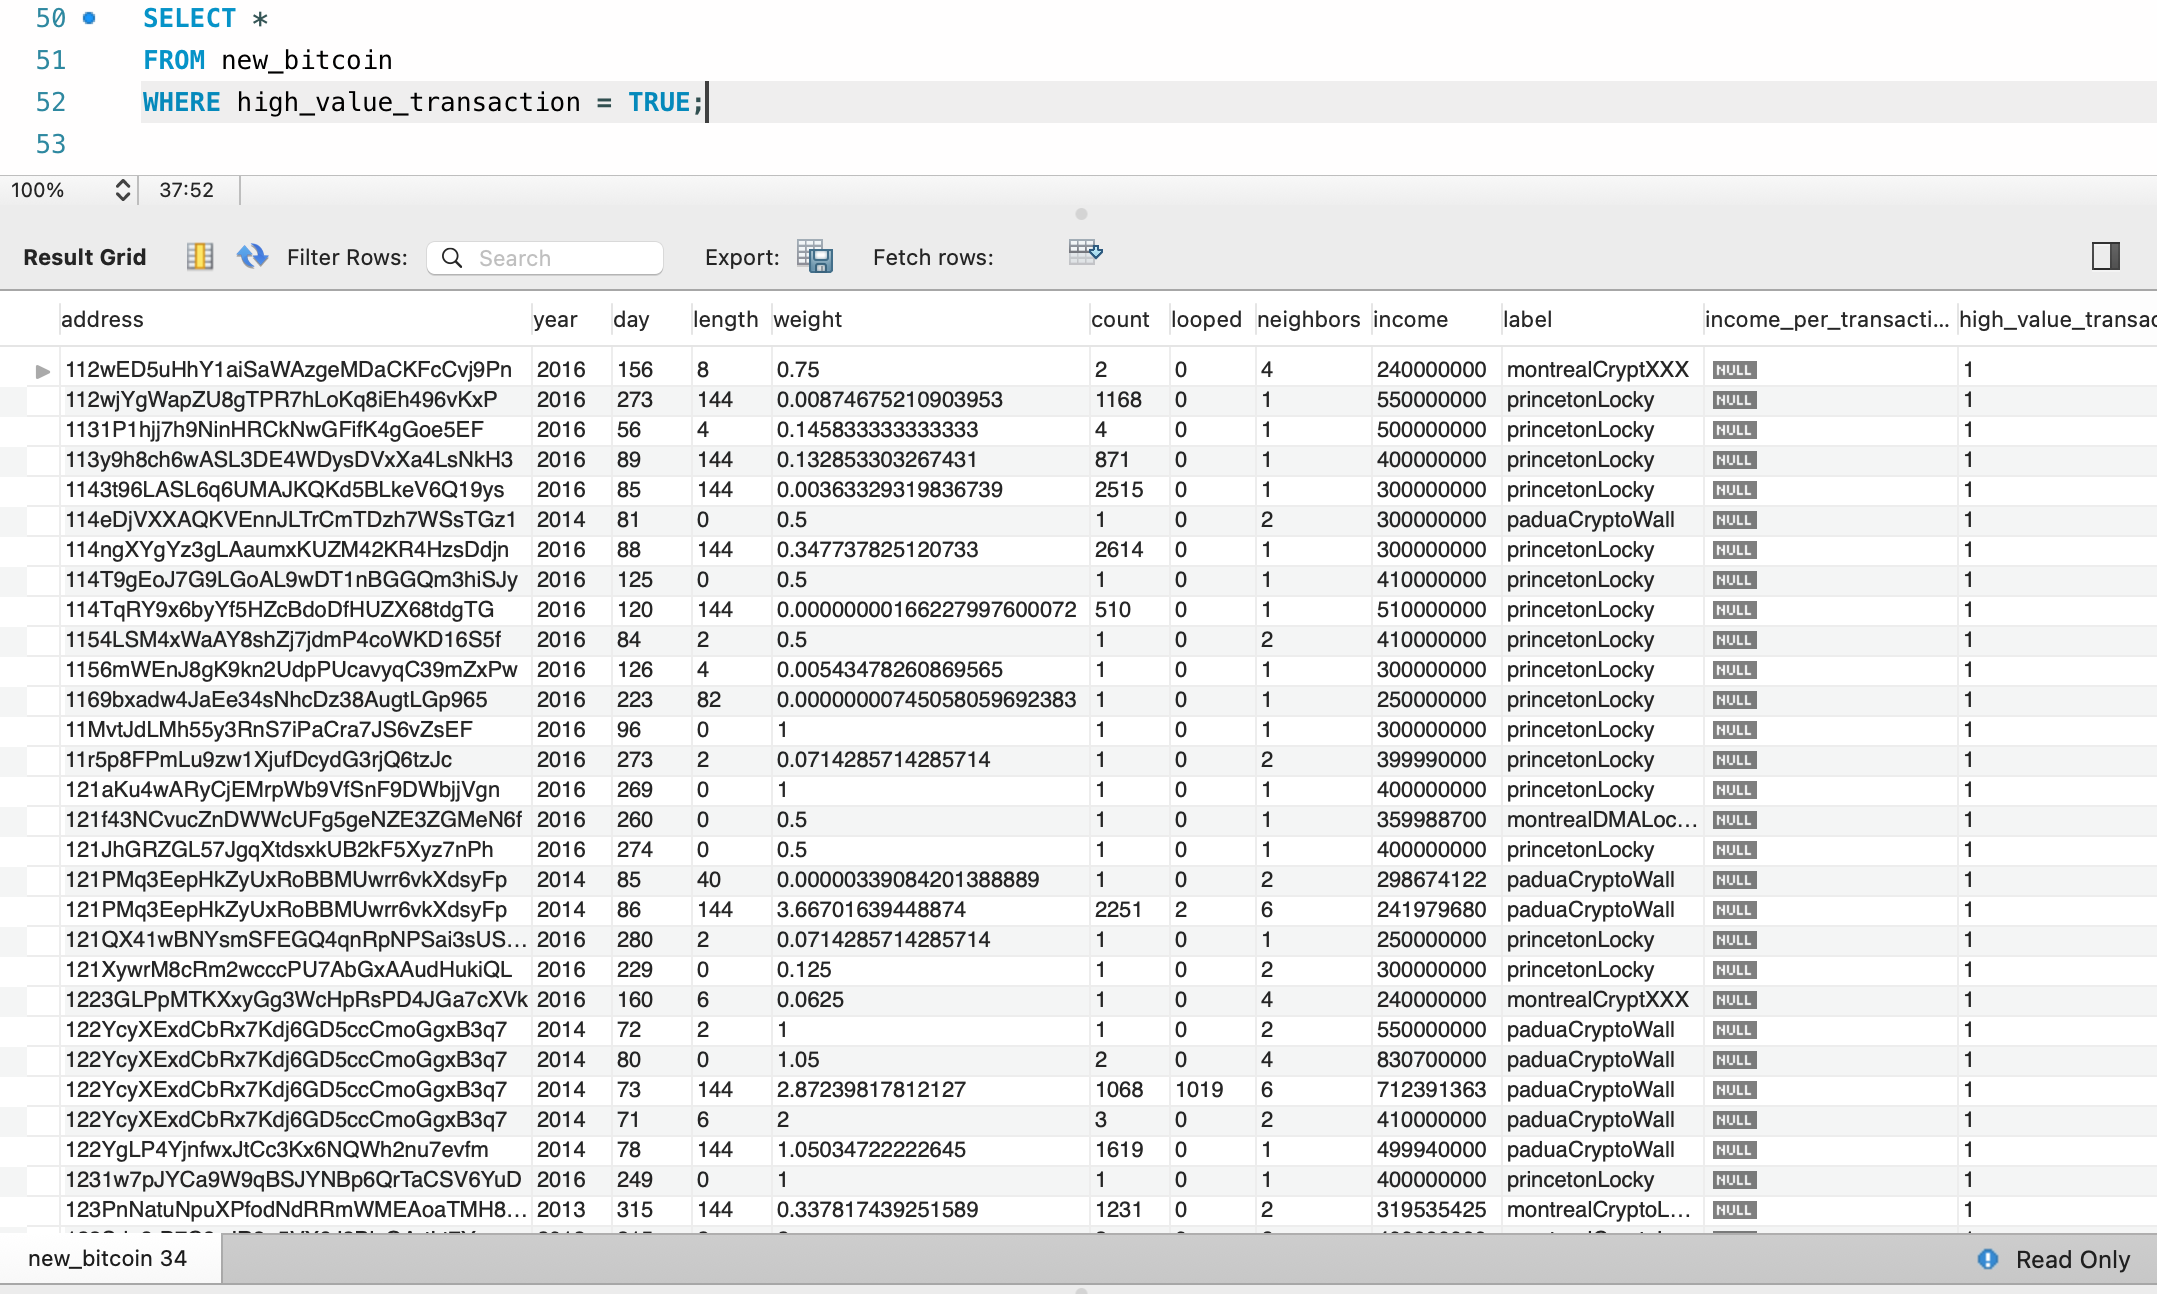 50 SELECT *
51 FROM new_bitcoin
52 WHERE high_value_transaction = TRUE;
53
100% 37:52
Result Grid Filter Rows: Search Export: Fetch rows:
address year day length weight count looped neighbors income label income_per_transacti... high_value_transac
112wED5uHhY1aiSaWAzgeMDaCKFcCvj9Pn 2016 156 8 0.75 2 0 4 240000000 montrealCryptXXX NULL 1
112wjYgWapZU8gTPR7hLoKq8iEh496vKxP 2016 273 144 0.00874675210903953 1168 0 1 550000000 princetonLocky NULL 1
1131P1hjj7h9NinHRCkNwGFifK4gGoe5EF 2016 56 4 0.145833333333333 4 0 1 500000000 princetonLocky NULL 1
113y9h8ch6wASL3DE4WDysDVxXa4LsNkH3 2016 89 144 0.132853303267431 871 0 1 400000000 princetonLocky NULL 1
1143t96LASL6q6UMAJKQKd5BLkeV6Q19ys 2016 85 144 0.00363329319836739 2515 0 1 300000000 princetonLocky NULL 1
114eDjVXXAQKVEnnJLTrCmTDzh7WSsTGz1 2014 81 0 0.5 1 0 2 300000000 paduaCryptoWall NULL 1
114ngXYgYz3gLAaumxKUZM42KR4HzsDdjn 2016 88 144 0.347737825120733 2614 0 1 300000000 princetonLocky NULL 1
114T9gEoJ7G9LGoAL9wDT1nBGGQm3hiSJy 2016 125 0 0.5 1 0 1 410000000 princetonLocky NULL 1
114TqRY9x6byYf5HZcBdoDfHUZX68tdgTG 2016 120 144 0.00000000166227997600072 510 0 1 510000000 princetonLocky NULL 1
1154LSM4xWaAY8shZj7jdmP4coWKD16S5f 2016 84 2 0.5 1 0 2 410000000 princetonLocky NULL 1
1156mWEnJ8gK9kn2UdpPUcavyqC39mZxPw 2016 126 4 0.00543478260869565 1 0 1 300000000 princetonLocky NULL 1
1169bxadw4JaEe34sNhcDz38AugtLGp965 2016 223 82 0.00000000745058059692383 1 0 1 250000000 princetonLocky NULL 1
11MvtJdLMh55y3RnS7iPaCra7JS6vZsEF 2016 96 0 1 1 0 1 300000000 princetonLocky NULL 1
11r5p8FPmLu9zw1XjufDcydG3rjQ6tzJc 2016 273 2 0.0714285714285714 1 0 2 399990000 princetonLocky NULL 1
121aKu4wARyCjEMrpWb9VfSnF9DWbjjVgn 2016 269 0 1 1 0 1 400000000 princetonLocky NULL 1
121f43NCvucZnDWWcUFg5geNZE3ZGMeN6f 2016 260 0 0.5 1 0 1 359988700 montrealDMALoc... NULL 1
121JhGRZGL57JgqXtdsxkUB2kF5Xyz7nPh 2016 274 0 0.5 1 0 1 400000000 princetonLocky NULL 1
121PMq3EepHkZyUxRoBBMUwrr6vkXdsyFp 2014 85 40 0.00000339084201388889 1 0 2 298674122 paduaCryptoWall NULL 1
121PMq3EepHkZyUxRoBBMUwrr6vkXdsyFp 2014 86 144 3.66701639448874 2251 2 6 241979680 paduaCryptoWall NULL 1
121QX41wBNYsmSFEGQ4qnRpNPSai3sUS... 2016 280 2 0.0714285714285714 1 0 1 250000000 princetonLocky NULL 1
121XywrM8cRm2wcccPU7AbGxAAudHukiQL 2016 229 0 0.125 1 0 2 300000000 princetonLocky NULL 1
1223GLPpMTKXxyGg3WcHpRsPD4JGa7cXVk 2016 160 6 0.0625 1 0 4 240000000 montrealCryptXXX NULL 1
122YcyXExdCbRx7Kdj6GD5ccCmoGgxB3q7 2014 72 2 1 1 0 2 550000000 paduaCryptoWall NULL 1
122YcyXExdCbRx7Kdj6GD5ccCmoGgxB3q7 2014 80 0 1.05 2 0 4 830700000 paduaCryptoWall NULL 1
122YcyXExdCbRx7Kdj6GD5ccCmoGgxB3q7 2014 73 144 2.87239817812127 1068 1019 6 712391363 paduaCryptoWall NULL 1
122YcyXExdCbRx7Kdj6GD5ccCmoGgxB3q7 2014 71 6 2 3 0 2 410000000 paduaCryptoWall NULL 1
122YgLP4YjnfwxJtCc3Kx6NQWh2nu7evfm 2014 78 144 1.05034722222645 1619 0 1 499940000 paduaCryptoWall NULL 1
1231w7pJYCa9W9qBSJYNBp6QrTaCSV6YuD 2016 249 0 1 1 0 1 400000000 princetonLocky NULL 1
123PnNatuNpuXPfodNdRRmWMEAoaTMH8... 2013 315 144 0.337817439251589 1231 0 2 319535425 montrealCryptoL... NULL 1
new_bitcoin 34 Read Only